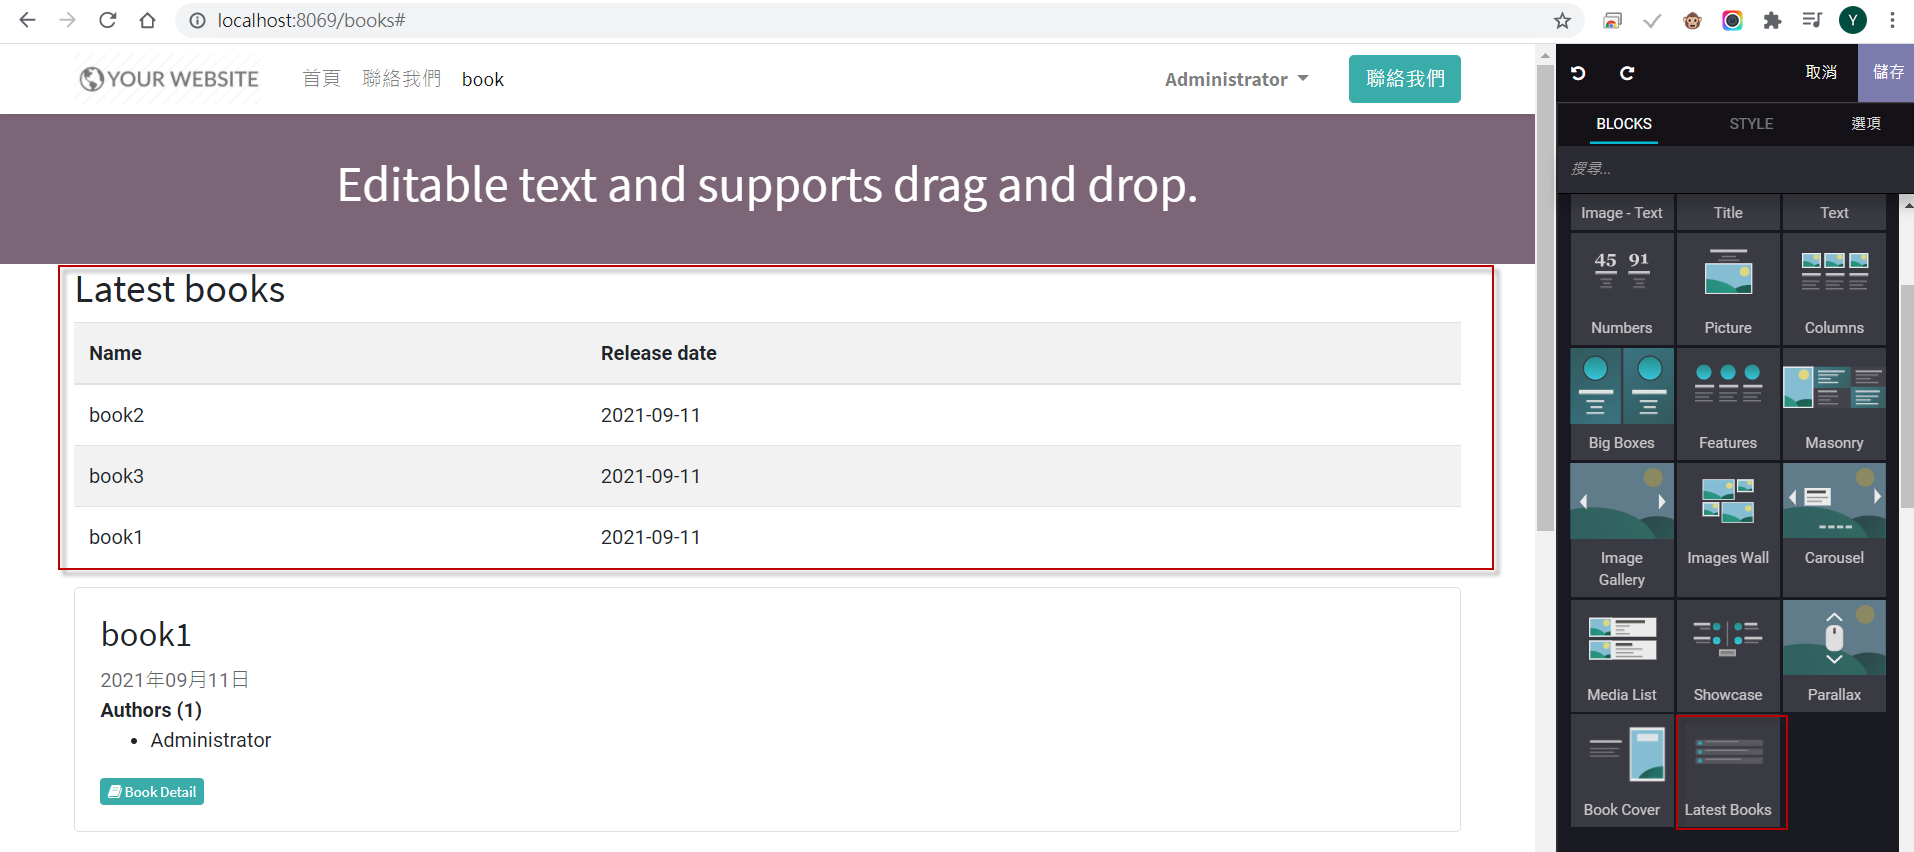 localhost:8069/books#
Y
YOUR WEBSITE
首頁
聯絡我們
book
Administrator
聯絡我們
Editable text and supports drag and drop.
Latest books
Name Release date
book2 2021-09-11
book3 2021-09-11
book1 2021-09-11
book1
2021年09月11日
Authors (1)
• Administrator
Book Detail
取消
儲存
BLOCKS
STYLE
選項
搜尋...
Image - Text
Title
Text
45 91
Numbers
Picture
Columns
Big Boxes
Features
Masonry
Image
Gallery
Images Wall
Carousel
Media List
Showcase
Parallax
Book Cover
Latest Books